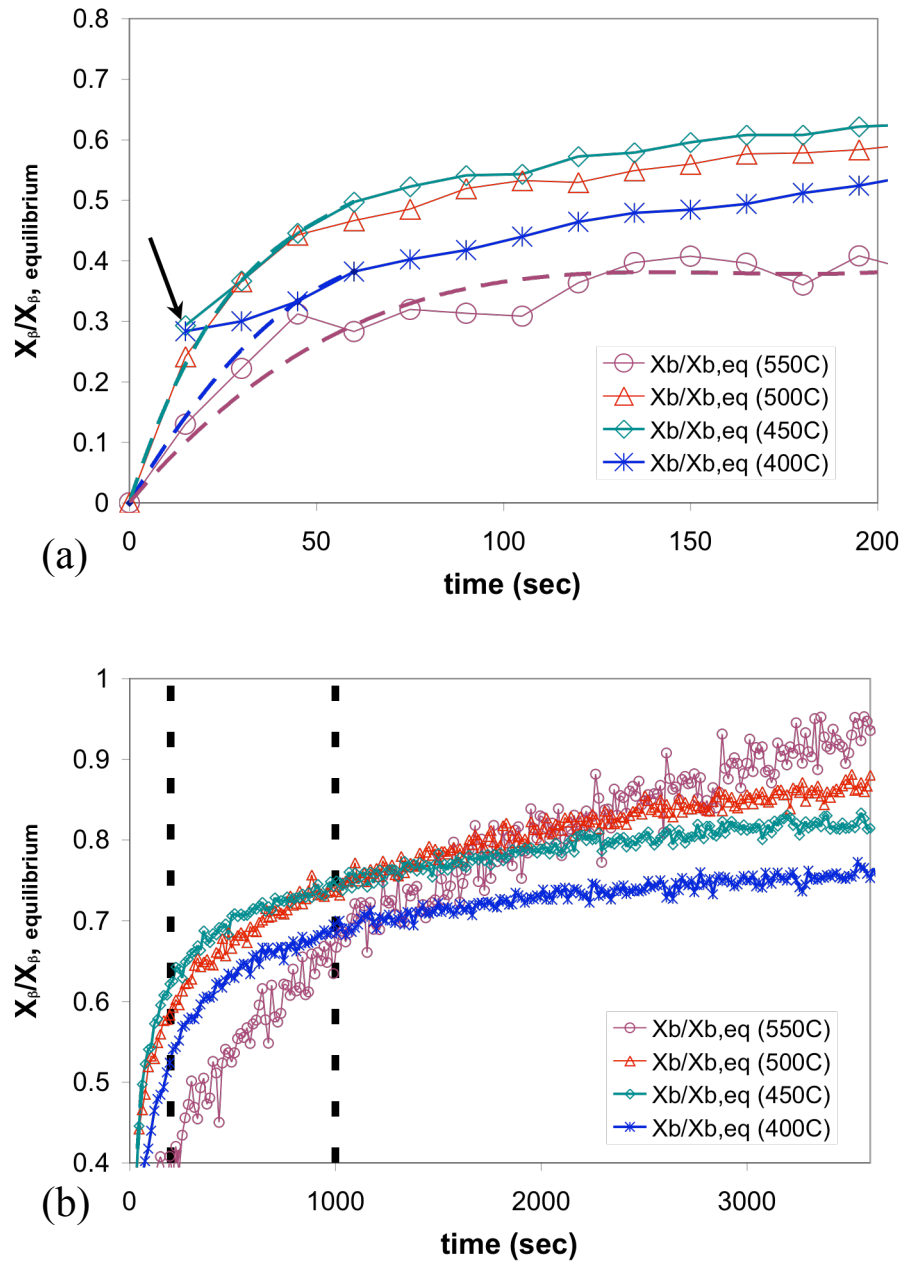 0.8
0.7
0.6
0.5
0.4
0.3
0.2
0.1
0
Xβ/Xβ, equilibrium
Xb/Xb,eq (550C)
Xb/Xb,eq (500C)
Xb/Xb,eq (450C)
Xb/Xb,eq (400C)
0 50 100 150 200
(a)
time (sec)
1
0.9
0.8
0.7
0.6
0.5
0.4
Xβ/Xβ, equilibrium
Xb/Xb,eq (550C)
Xb/Xb,eq (500C)
Xb/Xb,eq (450C)
Xb/Xb,eq (400C)
0 1000 2000 3000
(b)
time (sec)